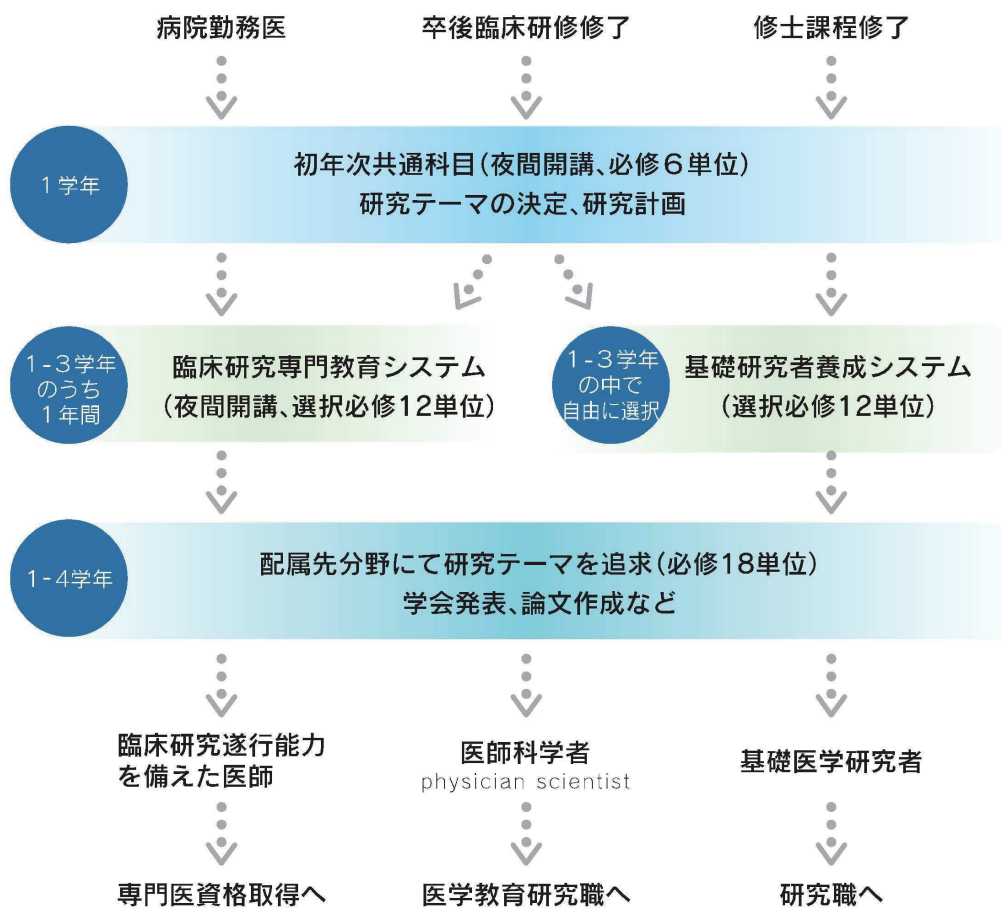 病院勤務医
卒後臨床研修修了
修士課程修了
1学年
初年次共通科目(夜間開講、必修6単位)
研究テーマの決定、研究計画
1-3学年
のうち
1年間
臨床研究専門教育システム
(夜間開講、選択必修12単位)
1-3学年
の中で
自由に選択
基礎研究者養成システム
(選択必修12単位)
1-4学年
配属先分野にて研究テーマを追求(必修18単位)
学会発表、論文作成など
臨床研究遂行能力
を備えた医師
医師科学者
physician scientist
基礎医学研究者
専門医資格取得へ
医学教育研究職へ
研究職へ